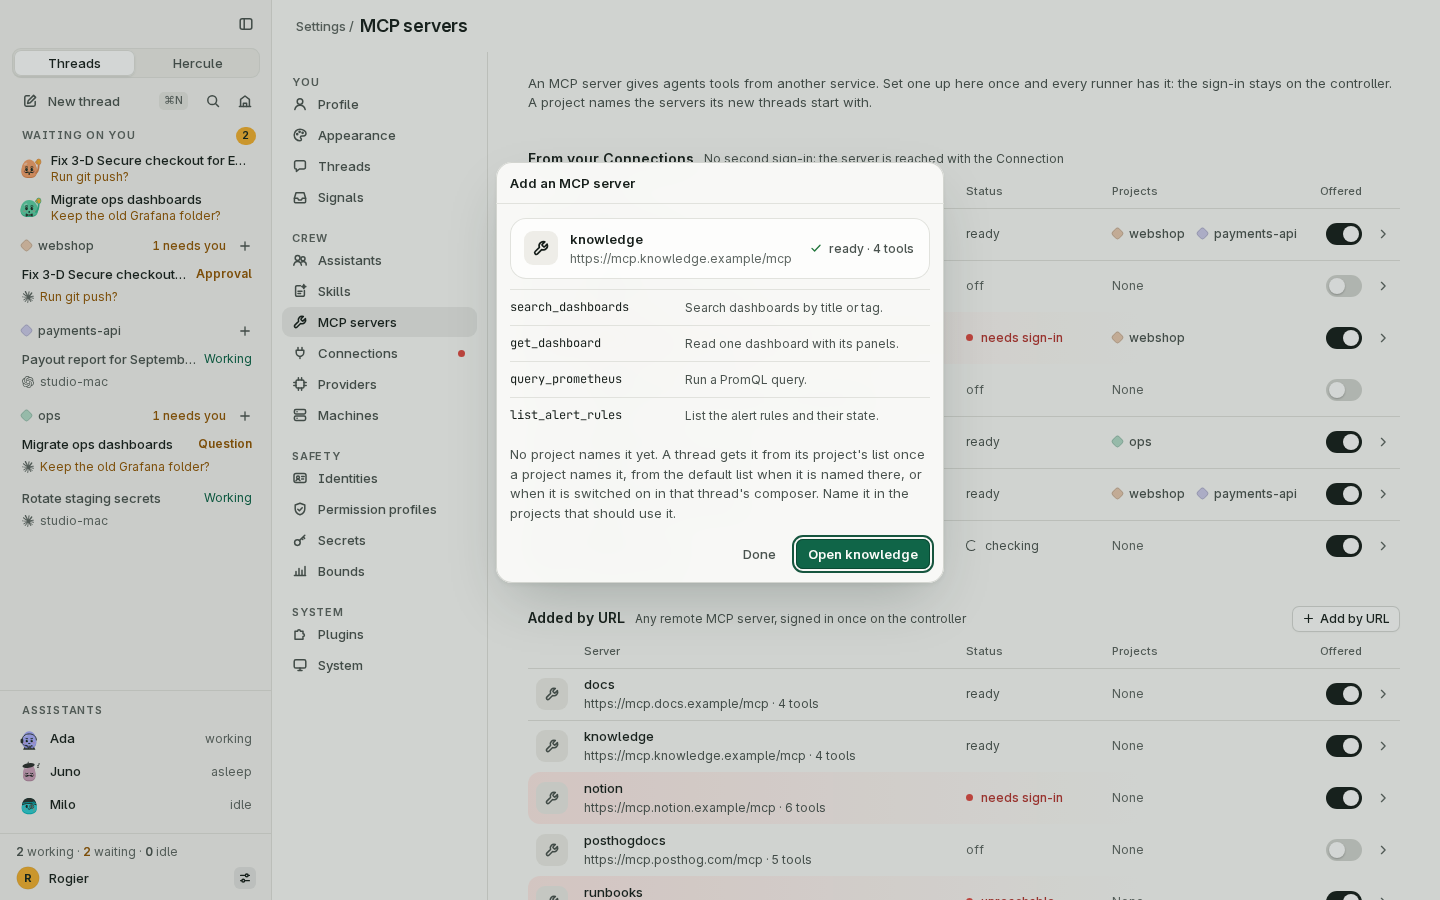 Threads
Hercule
New thread
⌘N
WAITING ON YOU
2
Fix 3-D Secure checkout for E...
Run git push?
Migrate ops dashboards
Keep the old Grafana folder?
webshop
1 needs you
Fix 3-D Secure checkout...
Approval
Run git push?
payments-api
Payout report for Septemb...
Working
studio-mac
ops
1 needs you
Migrate ops dashboards
Question
Keep the old Grafana folder?
Rotate staging secrets
Working
studio-mac
ASSISTANTS
Ada
working
Juno
asleep
Milo
idle
2 working · 2 waiting · 0 idle
R
Rogier
Settings / MCP servers
YOU
Profile
Appearance
Threads
Signals
CREW
Assistants
Skills
MCP servers
Connections
Providers
Machines
SAFETY
Identities
Permission profiles
Secrets
Bounds
SYSTEM
Plugins
System
An MCP server gives agents tools from another service. Set one up here once and every runner has it: the sign-in stays on the controller.
A project names the servers its new threads start with.
From your Connections
No second sign-in: the server is reached with the Connection
Status
Projects
Offered
ready
webshop
payments-api
off
None
needs sign-in
webshop
off
None
ready
ops
ready
webshop
payments-api
checking
None
Add an MCP server
knowledge
https://mcp.knowledge.example/mcp
ready · 4 tools
search_dashboards
Search dashboards by title or tag.
get_dashboard
Read one dashboard with its panels.
query_prometheus
Run a PromQL query.
list_alert_rules
List the alert rules and their state.
No project names it yet. A thread gets it from its project's list once
a project names it, from the default list when it is named there, or
when it is switched on in that thread's composer. Name it in the
projects that should use it.
Done
Open knowledge
Added by URL
Any remote MCP server, signed in once on the controller
Add by URL
Server
Status
Projects
Offered
docs
https://mcp.docs.example/mcp · 4 tools
ready
None
knowledge
https://mcp.knowledge.example/mcp · 4 tools
ready
None
notion
https://mcp.notion.example/mcp · 6 tools
needs sign-in
None
posthogdocs
https://mcp.posthog.com/mcp · 5 tools
off
None
runbooks